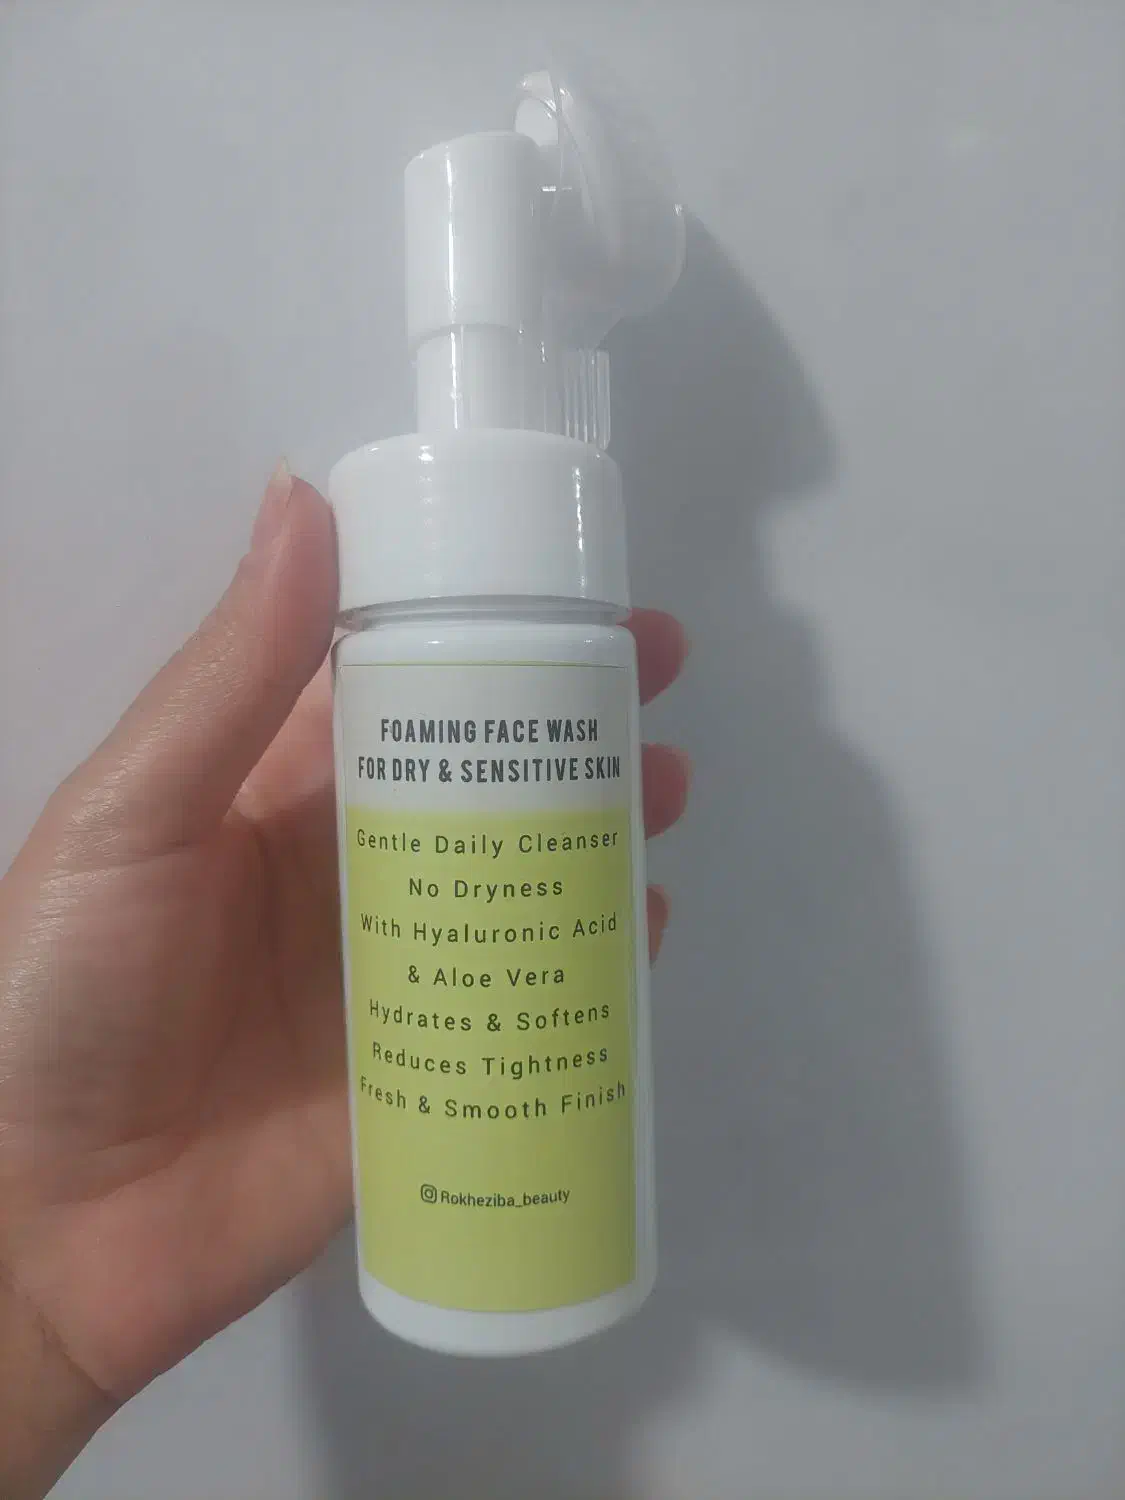 FOAMING FACE WASH
FOR DRY & SENSITIVE SKIN
Gentle Daily Cleanser
No Dryness
With Hyaluronic Acid
& Aloe Vera
Hydrates & Softens
Reduces Tightness
Fresh & Smooth Finish
Rokheziba_beauty